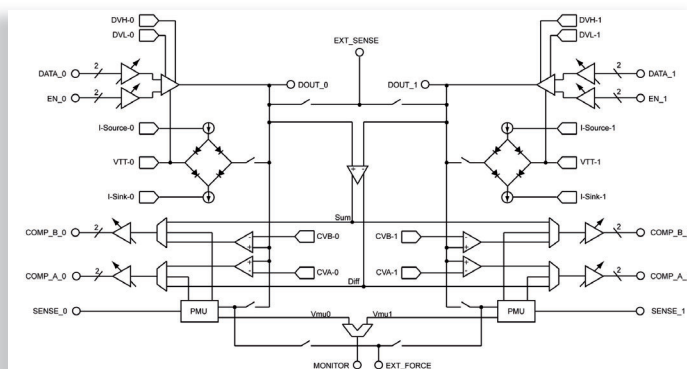 DVH-0
DVL-0
DATA_0
2
EN_0
2
I-Source-0
VTT-0
I-Sink-0
DOUT_0
EXT_SENSE
DOUT_1
DVH-1
DVL-1
2
DATA_1
2
EN_1
I-Source-1
VTT-1
I-Sink-1
Sum
COMP_B_0
2
CVB-0
CVB-1
2
COMP_B_
COMP_A_0
2
CVA-0
CVA-1
2
COMP_A_
Diff
SENSE_0
PMU
Vmu0
Vmu1
PMU
SENSE_1
MONITOR
EXT_FORCE